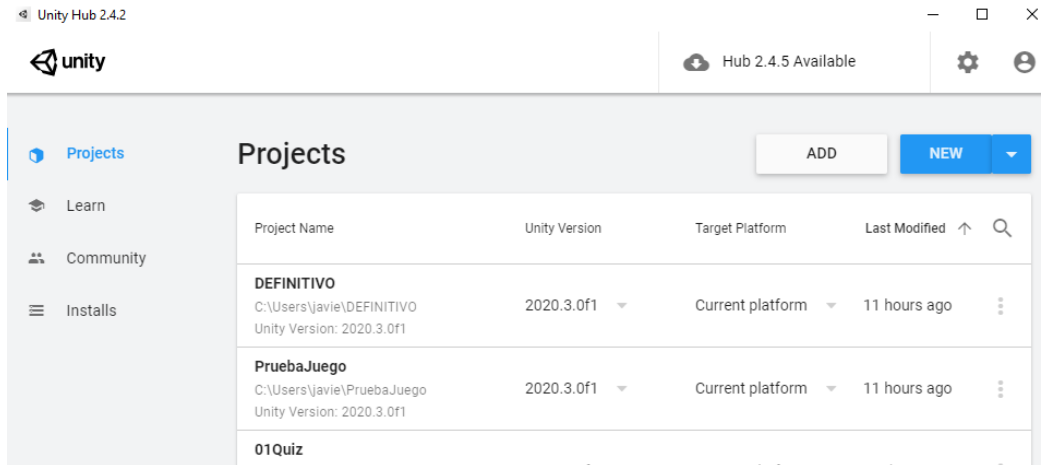 Unity Hub 2.4.2
unity
Hub 2.4.5 Available
Projects
Learn
Community
Installs
Projects
ADD
NEW
Project Name
Unity Version
Target Platform
Last Modified
DEFINITIVO
C:\Users\javie\DEFINITIVO
Unity Version: 2020.3.0f1
2020.3.0f1
Current platform
11 hours ago
PruebaJuego
C:\Users\javie\PruebaJuego
Unity Version: 2020.3.0f1
2020.3.0f1
Current platform
11 hours ago
01Quiz